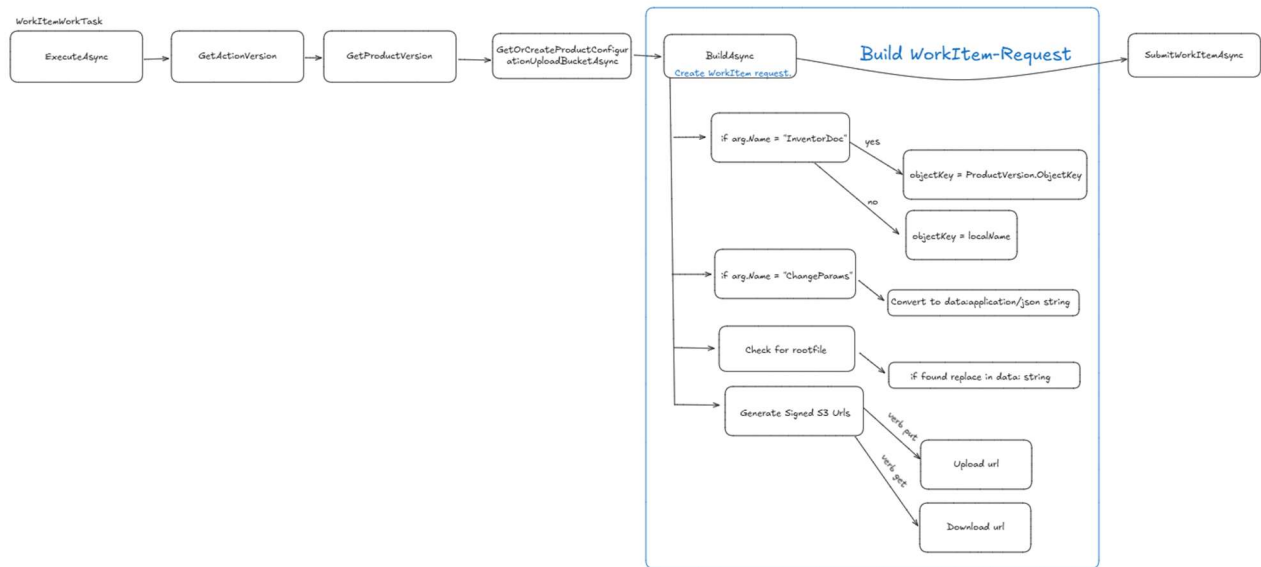 WorkItemWorkTask
ExecuteAsync
GetActionVersion
GetProductVersion
GetOrCreateProductConfigur
ationUploadBucketAsync
BuildAsync
Create WorkItem request.
Build WorkItem-Request
SubmitWorkItemAsync
if arg.Name = "InventorDoc"
yes
objectKey = ProductVersion.ObjectKey
no
objectKey = localName
if arg.Name = "ChangeParams"
Convert to data:application/json string
Check for rootfile
if found replace in data: string
Generate Signed S3 Urls
verb put
Upload url
verb get
Download url